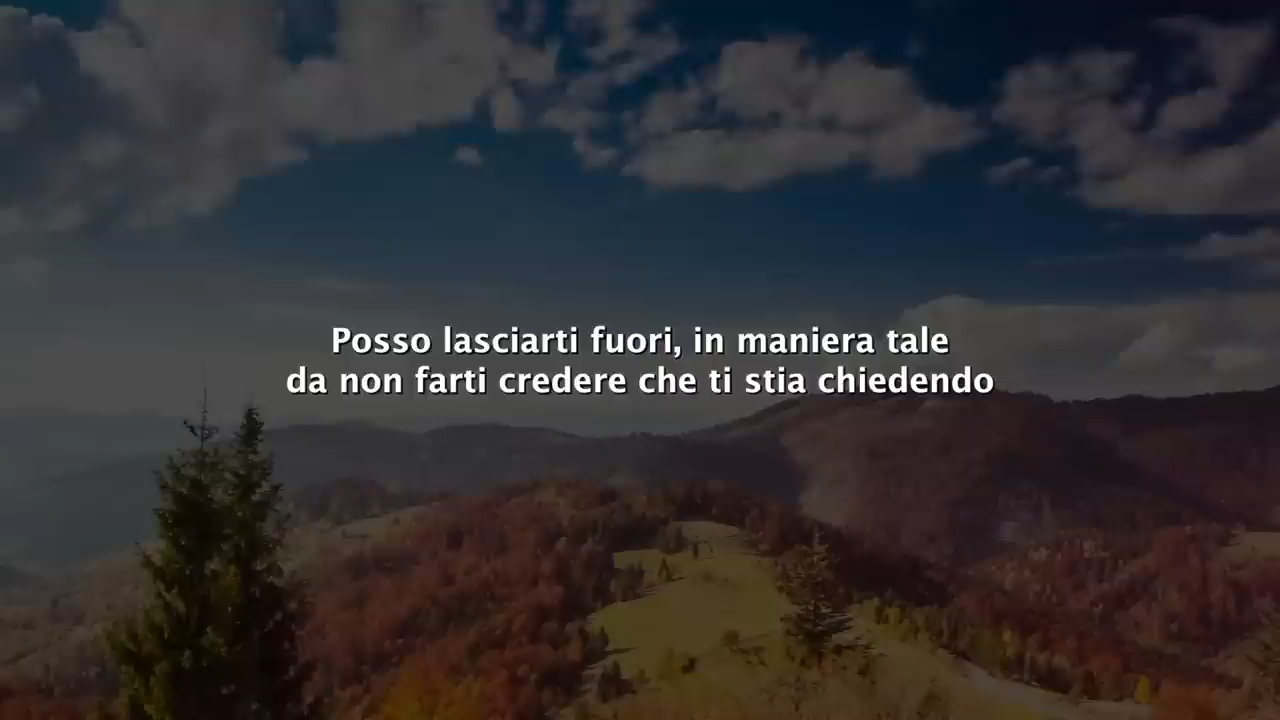 Posso lasciarti fuori, in maniera tale
da non farti credere che ti stia chiedendo